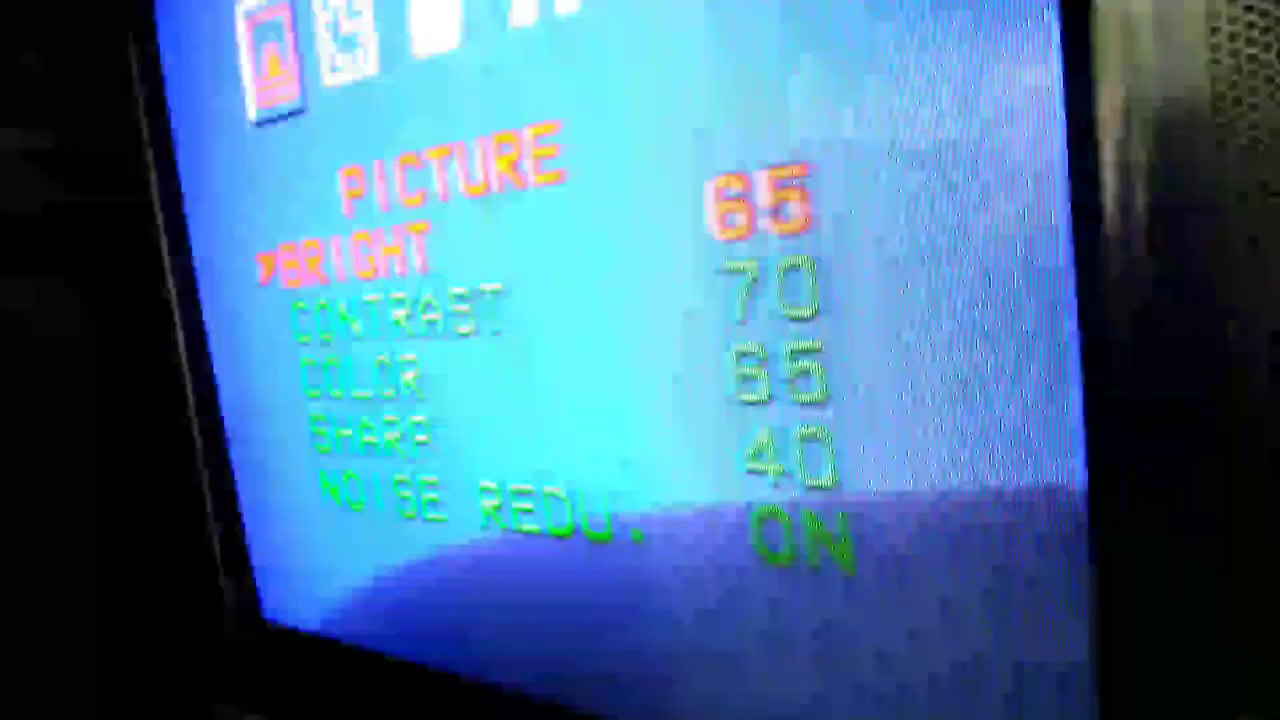 PICTURE
BRIGHT 65
CONTRAST 70
COLOR 65
SHARP 40
NOISE REDU. ON